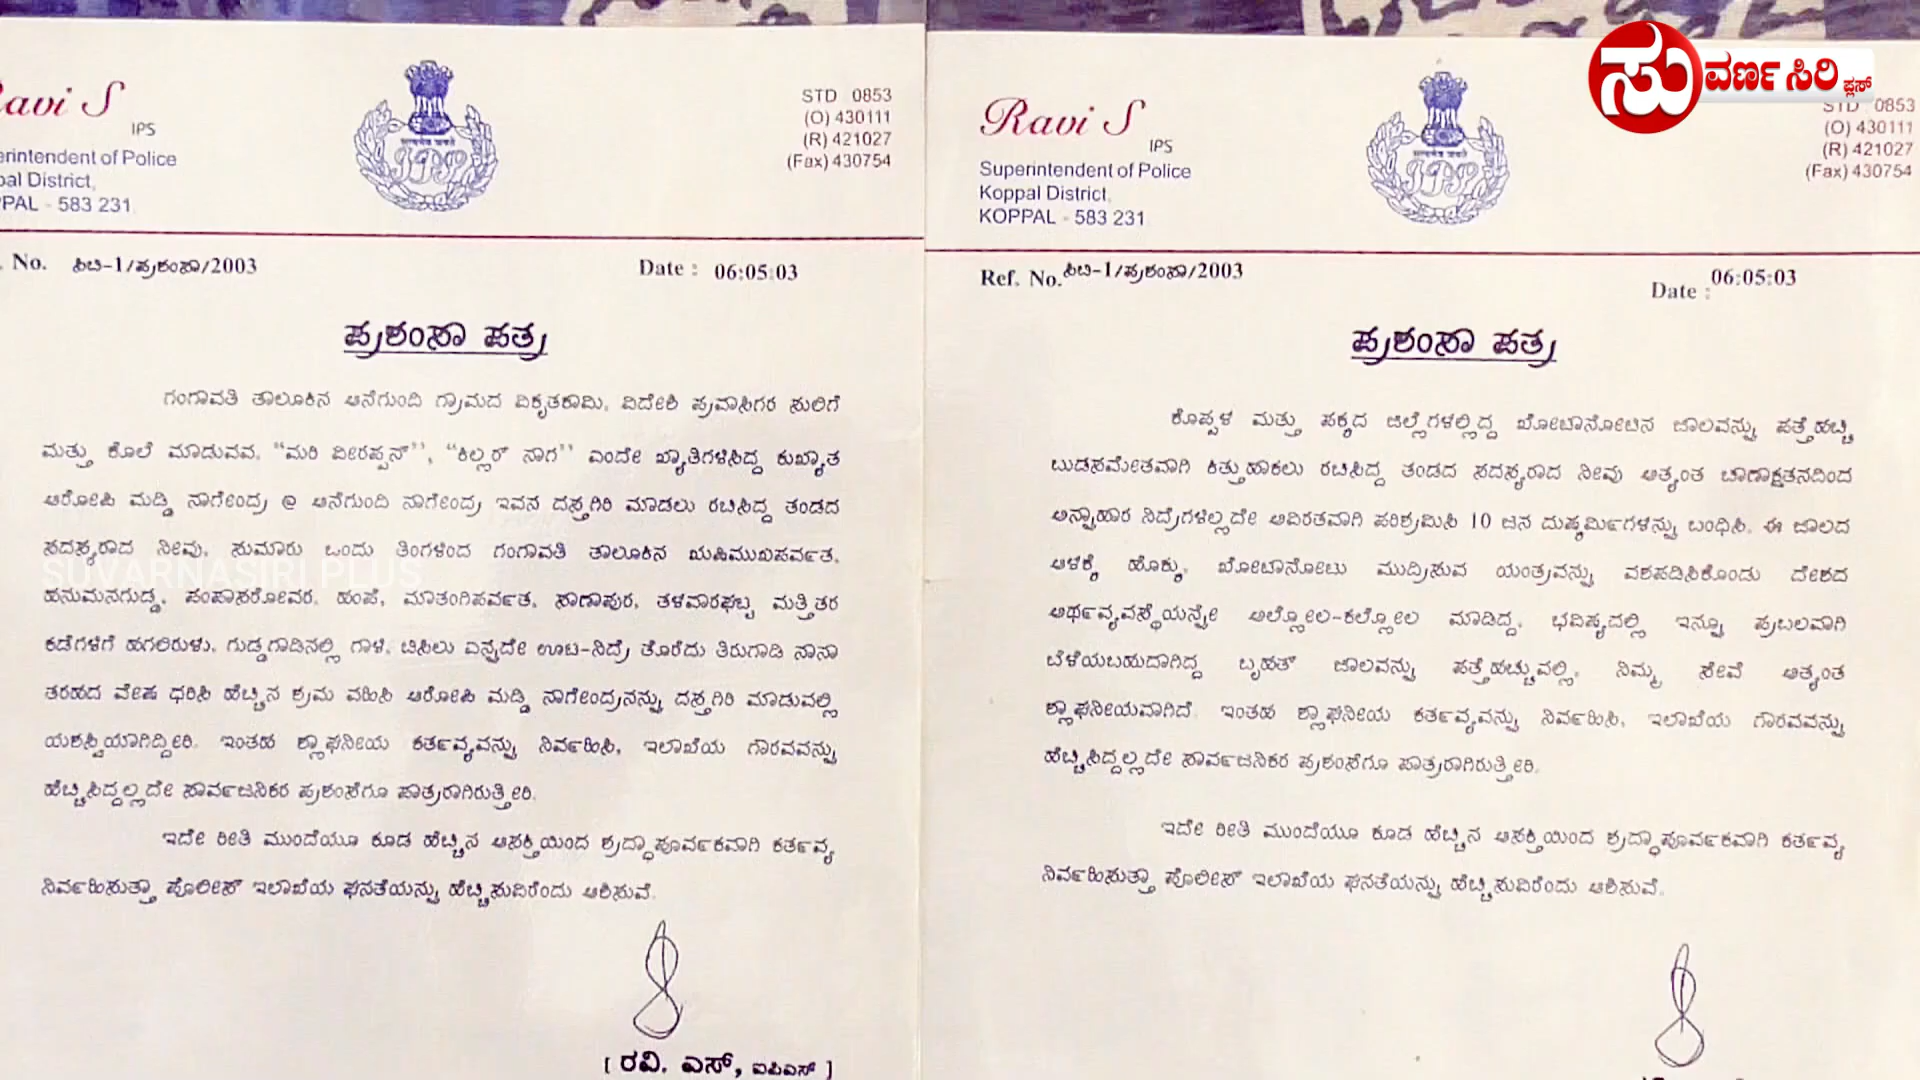 ಸುವರ್ಣ ಸಿರಿ ಪ್ಲಸ್
Ravi S
IPS
erintendent of Police
pal District,
PPAL - 583 231
STD 0853
(O) 430111
(R) 421027
(Fax) 430754
. No. ಸಿಬಿ-1/ಪ್ರಶಂಸಾ/2003
Date : 06:05:03
ಪ್ರಶಂಸಾ ಪತ್ರ
ಗಂಗಾವತಿ ತಾಲೂಕಿನ ಆನೆಗುಂದಿ ಗ್ರಾಮದ ವಿಕೃತಕಾಮಿ, ವಿದೇಶಿ ಪ್ರವಾಸಿಗರ ಸುಲಿಗೆ
ಮತ್ತು ಕೊಲೆ ಮಾಡುವವ, "ಮರಿ ವೀರಪ್ಪನ್", "ಕಿಲ್ಲರ್ ನಾಗ" ಎಂದೇ ಖ್ಯಾತಿಗಳಿಸಿದ್ದ ಕುಖ್ಯಾತ
ಆರೋಪಿ ಮಡ್ಡಿ ನಾಗೇಂದ್ರ @ ಆನೆಗುಂದಿ ನಾಗೇಂದ್ರ ಇವನ ದಸ್ತಗಿರಿ ಮಾಡಲು ರಚಿಸಿದ್ದ ತಂಡದ
ಸದಸ್ಯರಾದ ನೀವು, ಸುಮಾರು ಒಂದು ತಿಂಗಳಿಂದ ಗಂಗಾವತಿ ತಾಲೂಕಿನ ಋಷಿಮುಖಪರ್ವತ,
SUVARNASIRI PLUS
ಹನುಮನಗುಡ್ಡ, ಪಂಪಾಸರೋವರ, ಹಂಪೆ, ಮಾತಂಗಿಪರ್ವತ, ಸಾಣಾಪುರ, ತಳವಾರಘಟ್ಟ ಮತ್ತಿತರ
ಕಡೆಗಳಿಗೆ ಹಗಲಿರುಳು, ಗುಡ್ಡಗಾಡಿನಲ್ಲಿ ಗಾಳಿ, ಬಿಸಿಲು ಎನ್ನದೇ ಊಟ-ನಿದ್ರೆ ತೊರೆದು ತಿರುಗಾಡಿ ನಾನಾ
ತರಹದ ವೇಷ ಧರಿಸಿ ಹೆಚ್ಚಿನ ಶ್ರಮ ವಹಿಸಿ ಆರೋಪಿ ಮಡ್ಡಿ ನಾಗೇಂದ್ರನನ್ನು ದಸ್ತಗಿರಿ ಮಾಡುವಲ್ಲಿ
ಯಶಸ್ವಿಯಾಗಿದ್ದೀರಿ. ಇಂತಹ ಶ್ಲಾಘನೀಯ ಕರ್ತವ್ಯವನ್ನು ನಿರ್ವಹಿಸಿ, ಇಲಾಖೆಯ ಗೌರವವನ್ನು
ಹೆಚ್ಚಿಸಿದ್ದಲ್ಲದೇ ಸಾರ್ವಜನಿಕರ ಪ್ರಶಂಸೆಗೂ ಪಾತ್ರರಾಗಿರುತ್ತೀರಿ.
ಇದೇ ರೀತಿ ಮುಂದೆಯೂ ಕೂಡ ಹೆಚ್ಚಿನ ಆಸಕ್ತಿಯಿಂದ ಶ್ರದ್ಧಾಪೂರ್ವಕವಾಗಿ ಕರ್ತವ್ಯ
ನಿರ್ವಹಿಸುತ್ತಾ ಪೊಲೀಸ್ ಇಲಾಖೆಯ ಘನತೆಯನ್ನು ಹೆಚ್ಚಿಸುವಿರೆಂದು ಆಶಿಸುವೆ.
[ ರವಿ. ಎಸ್, ಐಪಿಎಸ್ ]
Ravi S
IPS
Superintendent of Police
Koppal District,
KOPPAL - 583 231
STD 0853
(O) 430111
(R) 421027
(Fax) 430754
Ref. No. ಸಿಬಿ-1/ಪ್ರಶಂಸಾ/2003
Date : 06:05:03
ಪ್ರಶಂಸಾ ಪತ್ರ
ಕೊಪ್ಪಳ ಮತ್ತು ಪಕ್ಕದ ಜಿಲ್ಲೆಗಳಲ್ಲಿದ್ದ ಖೋಟಾನೋಟಿನ ಜಾಲವನ್ನು ಪತ್ತೆಹಚ್ಚಿ
ಬುಡಸಮೇತವಾಗಿ ಕಿತ್ತುಹಾಕಲು ರಚಿಸಿದ್ದ ತಂಡದ ಸದಸ್ಯರಾದ ನೀವು ಅತ್ಯಂತ ಚಾಣಾಕ್ಷತನದಿಂದ
ಅನ್ನಾಹಾರ ನಿದ್ರೆಗಳಿಲ್ಲದೇ ಅವಿರತವಾಗಿ ಪರಿಶ್ರಮಿಸಿ 10 ಜನ ದುಷ್ಕರ್ಮಿಗಳನ್ನು ಬಂಧಿಸಿ, ಈ ಜಾಲದ
ಆಳಕ್ಕೆ ಹೊಕ್ಕು, ಖೋಟಾನೋಟು ಮುದ್ರಿಸುವ ಯಂತ್ರವನ್ನು ವಶಪಡಿಸಿಕೊಂಡು ದೇಶದ
ಅರ್ಥವ್ಯವಸ್ಥೆಯನ್ನೇ ಅಲ್ಲೋಲ-ಕಲ್ಲೋಲ ಮಾಡಿದ್ದ, ಭವಿಷ್ಯದಲ್ಲಿ ಇನ್ನೂ ಪ್ರಬಲವಾಗಿ
ಬೆಳೆಯಬಹುದಾಗಿದ್ದ ಬೃಹತ್ ಜಾಲವನ್ನು ಪತ್ತೆಹಚ್ಚುವಲ್ಲಿ, ನಿಮ್ಮ ಸೇವೆ ಅತ್ಯಂತ
ಶ್ಲಾಘನೀಯವಾಗಿದೆ. ಇಂತಹ ಶ್ಲಾಘನೀಯ ಕರ್ತವ್ಯವನ್ನು ನಿರ್ವಹಿಸಿ, ಇಲಾಖೆಯ ಗೌರವವನ್ನು
ಹೆಚ್ಚಿಸಿದ್ದಲ್ಲದೇ ಸಾರ್ವಜನಿಕರ ಪ್ರಶಂಸೆಗೂ ಪಾತ್ರರಾಗಿರುತ್ತೀರಿ.
ಇದೇ ರೀತಿ ಮುಂದೆಯೂ ಕೂಡ ಹೆಚ್ಚಿನ ಆಸಕ್ತಿಯಿಂದ ಶ್ರದ್ಧಾಪೂರ್ವಕವಾಗಿ ಕರ್ತವ್ಯ
ನಿರ್ವಹಿಸುತ್ತಾ ಪೊಲೀಸ್ ಇಲಾಖೆಯ ಘನತೆಯನ್ನು ಹೆಚ್ಚಿಸುವಿರೆಂದು ಆಶಿಸುವೆ.